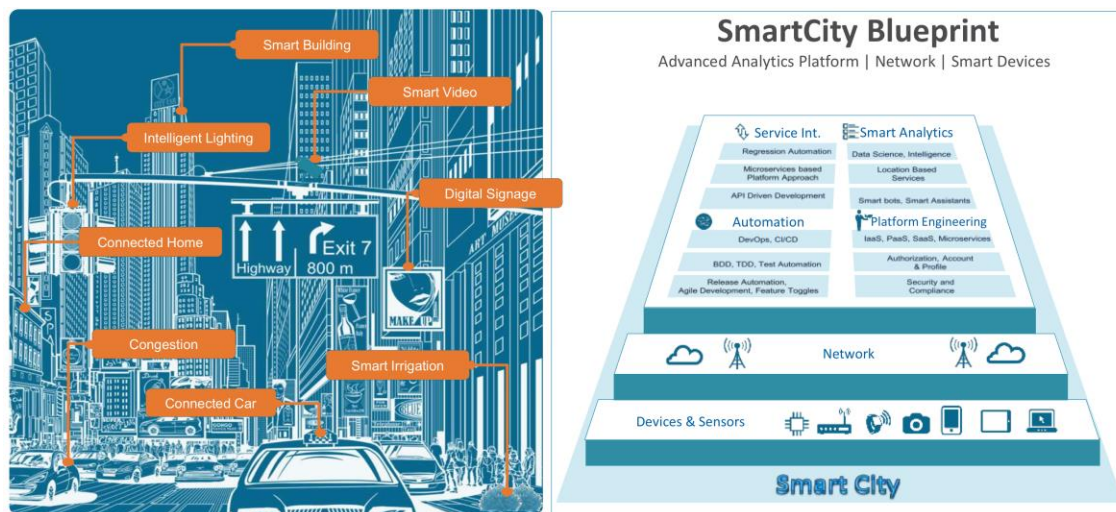 Smart Building
Smart Video
Intelligent Lighting
Digital Signage
Connected Home
Exit 7
Highway
800 m
ART MUSE
MAKE UP
Congestion
Smart Irrigation
Connected Car
SmartCity Blueprint
Advanced Analytics Platform | Network | Smart Devices
Service Int.
Regression Automation
Microservices based
Platform Approach
API Driven Development
Smart Analytics
Data Science, Intelligence
Location Based
Services
Smart bots, Smart Assistants
Automation
DevOps, CI/CD
BDD, TDD, Test Automation
Release Automation,
Agile Development, Feature Toggles
Platform Engineering
IaaS, PaaS, SaaS, Microservices
Authorization, Account
& Profile
Security and
Compliance
Network
Devices & Sensors
Smart City